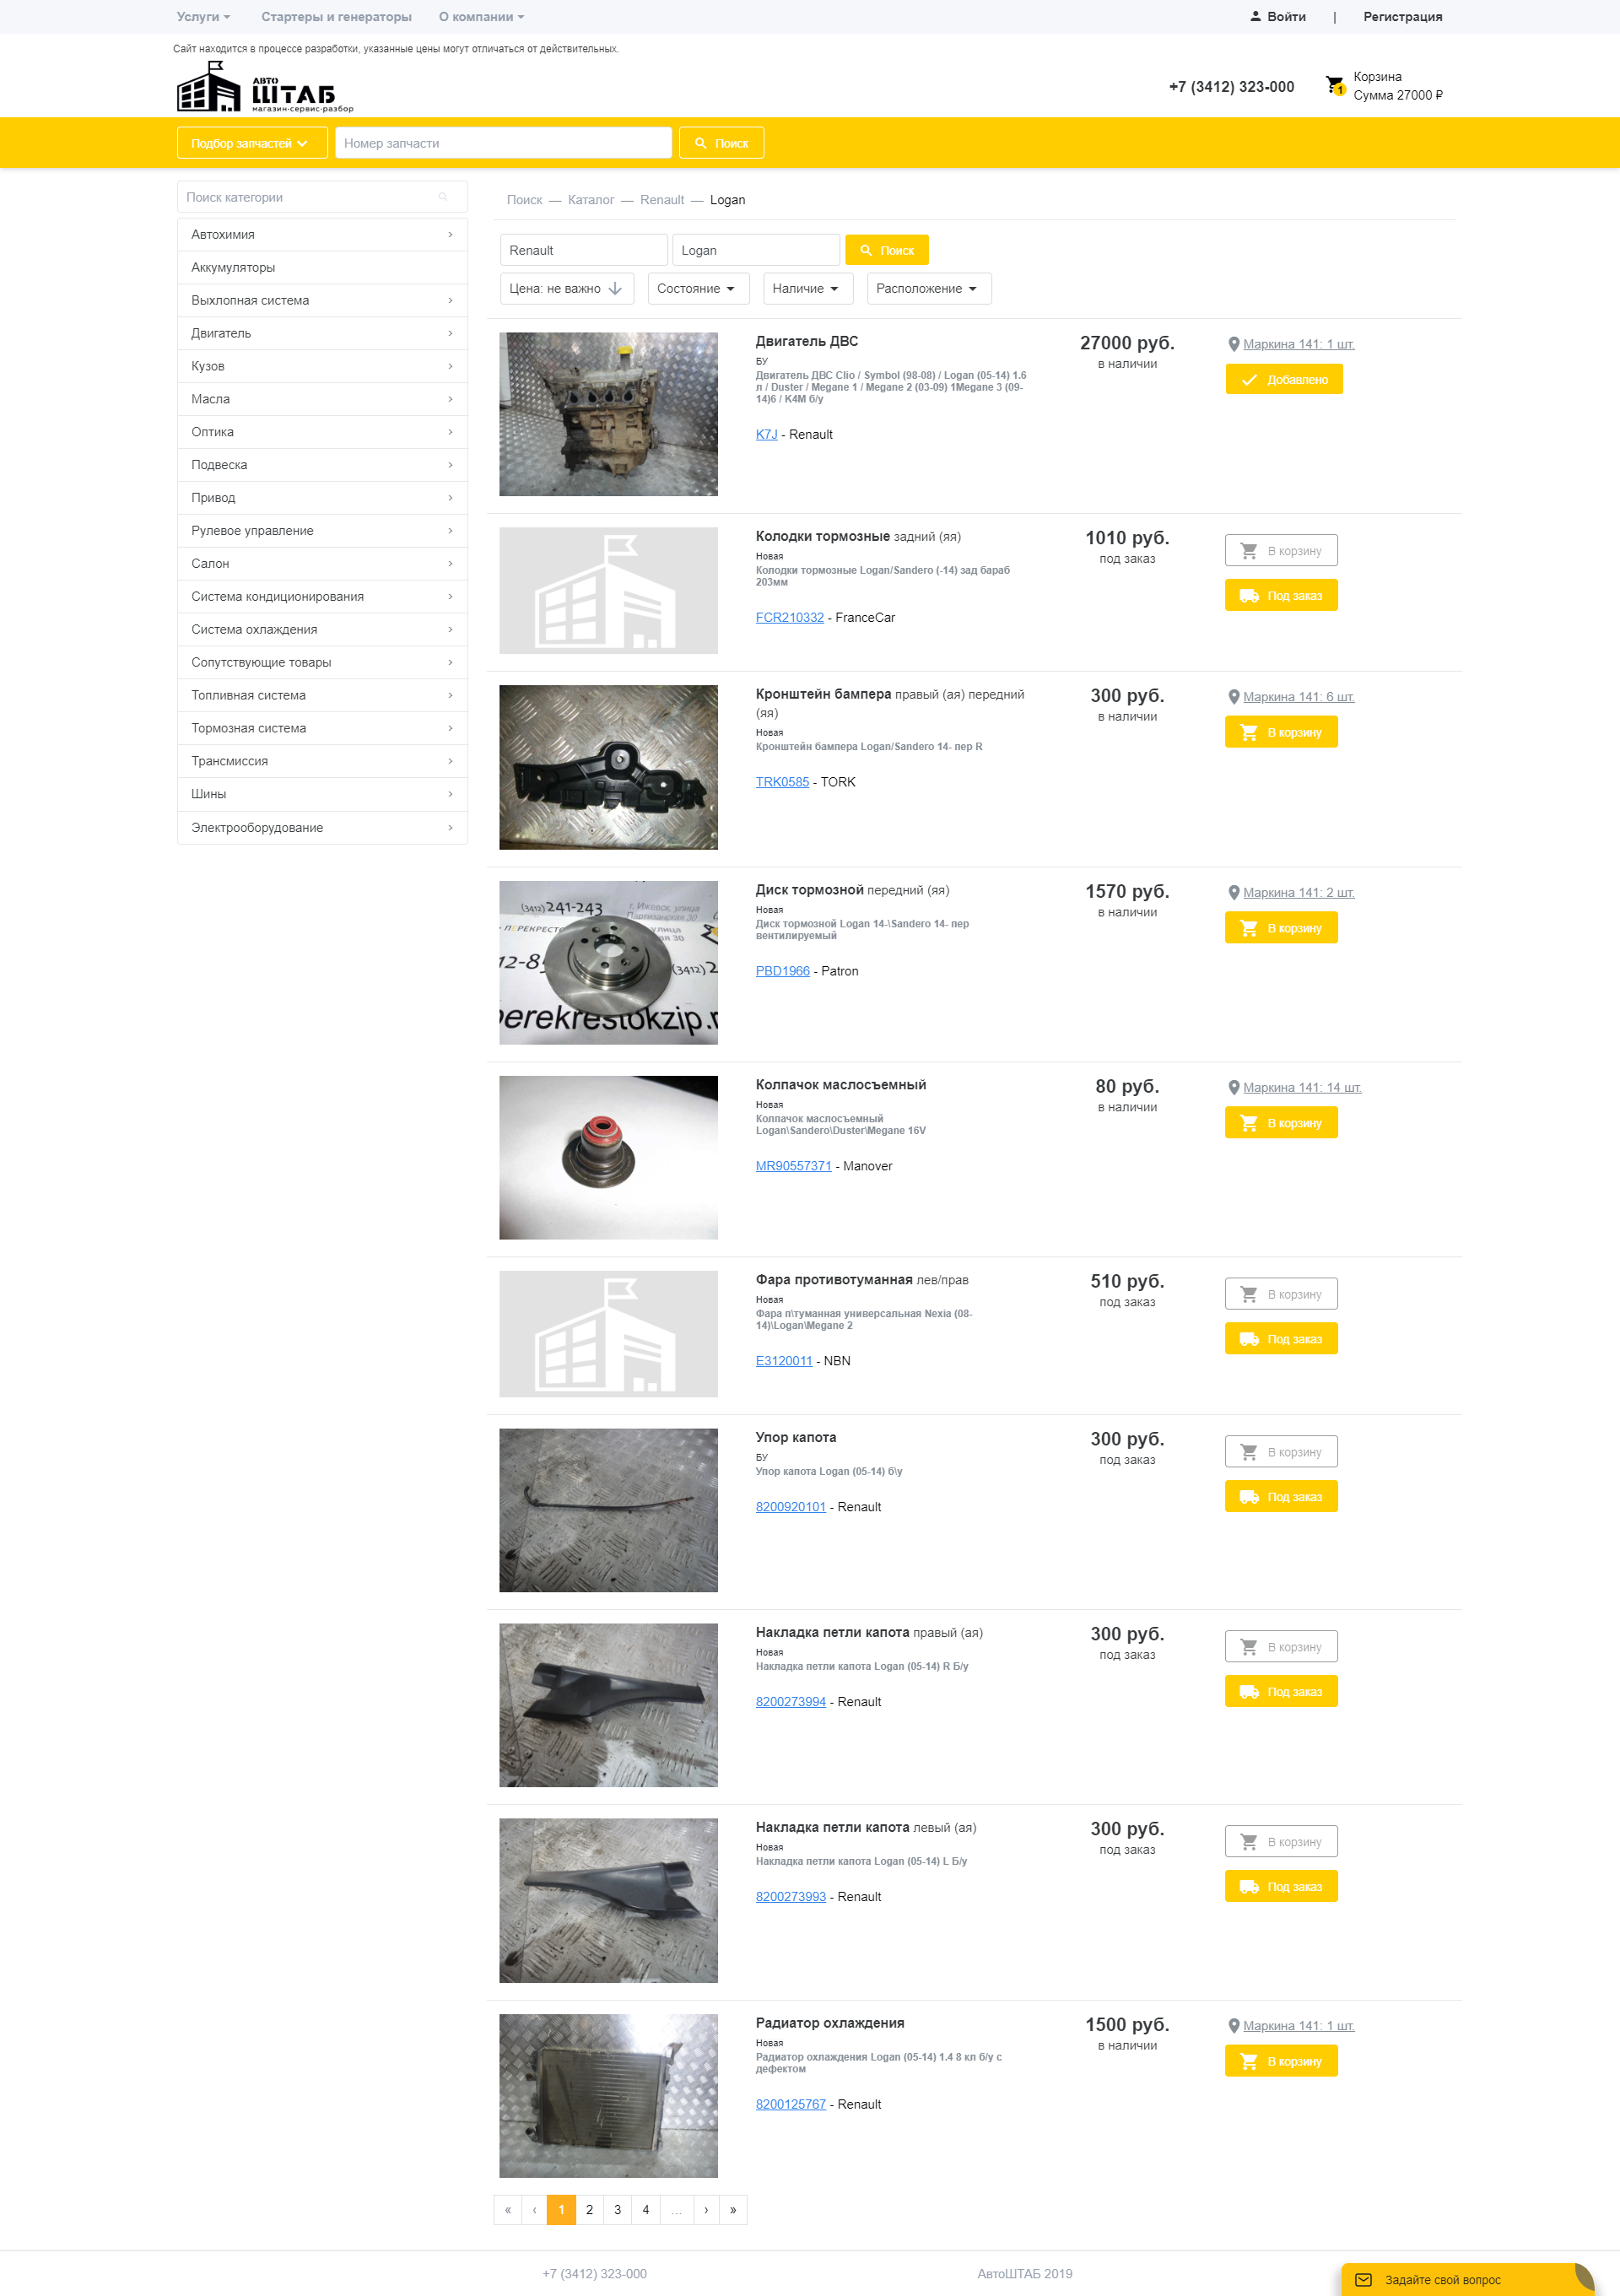 Услуги
Стартеры и генераторы
О компании
Войти | Регистрация
Сайт находится в процессе разработки, указанные цены могут отличаться от действительных.
АВТО
ШТАБ
магазин-сервис-разбор
+7 (3412) 323-000
1
Корзина
Сумма 27000 ₽
Подбор запчастей
Номер запчасти
Поиск
Поиск категории
Автохимия
Аккумуляторы
Выхлопная система
Двигатель
Кузов
Масла
Оптика
Подвеска
Привод
Рулевое управление
Салон
Система кондиционирования
Система охлаждения
Сопутствующие товары
Топливная система
Тормозная система
Трансмиссия
Шины
Электрооборудование
Поиск — Каталог — Renault — Logan
Renault
Logan
Поиск
Цена: не важно
Состояние
Наличие
Расположение
Двигатель ДВС
БУ
Двигатель ДВС Clio / Symbol (98-08) / Logan (05-14) 1.6
л / Duster / Megane 1 / Megane 2 (03-09) 1Megane 3 (09-
14)6 / K4M б/у
K7J - Renault
27000 руб.
в наличии
Маркина 141: 1 шт.
Добавлено
Колодки тормозные задний (яя)
Новая
Колодки тормозные Logan/Sandero (-14) зад бараб
203мм
FCR210332 - FranceCar
1010 руб.
под заказ
В корзину
Под заказ
Кронштейн бампера правый (ая) передний
(яя)
Новая
Кронштейн бампера Logan/Sandero 14- пер R
TRK0585 - TORK
300 руб.
в наличии
Маркина 141: 6 шт.
В корзину
(3412) 241-243
г. Ижевск, улица
Партизанская 30
ПЕРЕКРЕСТО
улица
30
12-8
(3412) 2
perekrestokzip.r
Диск тормозной передний (яя)
Новая
Диск тормозной Logan 14-\Sandero 14- пер
вентилируемый
PBD1966 - Patron
1570 руб.
в наличии
Маркина 141: 2 шт.
В корзину
Колпачок маслосъемный
Новая
Колпачок маслосъемный
Logan\Sandero\Duster\Megane 16V
MR90557371 - Manover
80 руб.
в наличии
Маркина 141: 14 шт.
В корзину
Фара противотуманная лев/прав
Новая
Фара п\туманная универсальная Nexia (08-
14)\Logan\Megane 2
E3120011 - NBN
510 руб.
под заказ
В корзину
Под заказ
Упор капота
БУ
Упор капота Logan (05-14) б\у
8200920101 - Renault
300 руб.
под заказ
В корзину
Под заказ
Накладка петли капота правый (ая)
Новая
Накладка петли капота Logan (05-14) R Б/у
8200273994 - Renault
300 руб.
под заказ
В корзину
Под заказ
Накладка петли капота левый (ая)
Новая
Накладка петли капота Logan (05-14) L Б/у
8200273993 - Renault
300 руб.
под заказ
В корзину
Под заказ
Радиатор охлаждения
Новая
Радиатор охлаждения Logan (05-14) 1.4 8 кл б/у с
дефектом
8200125767 - Renault
1500 руб.
в наличии
Маркина 141: 1 шт.
В корзину
« ‹ 1 2 3 4 ... › »
+7 (3412) 323-000
АвтоШТАБ 2019
Задайте свой вопрос